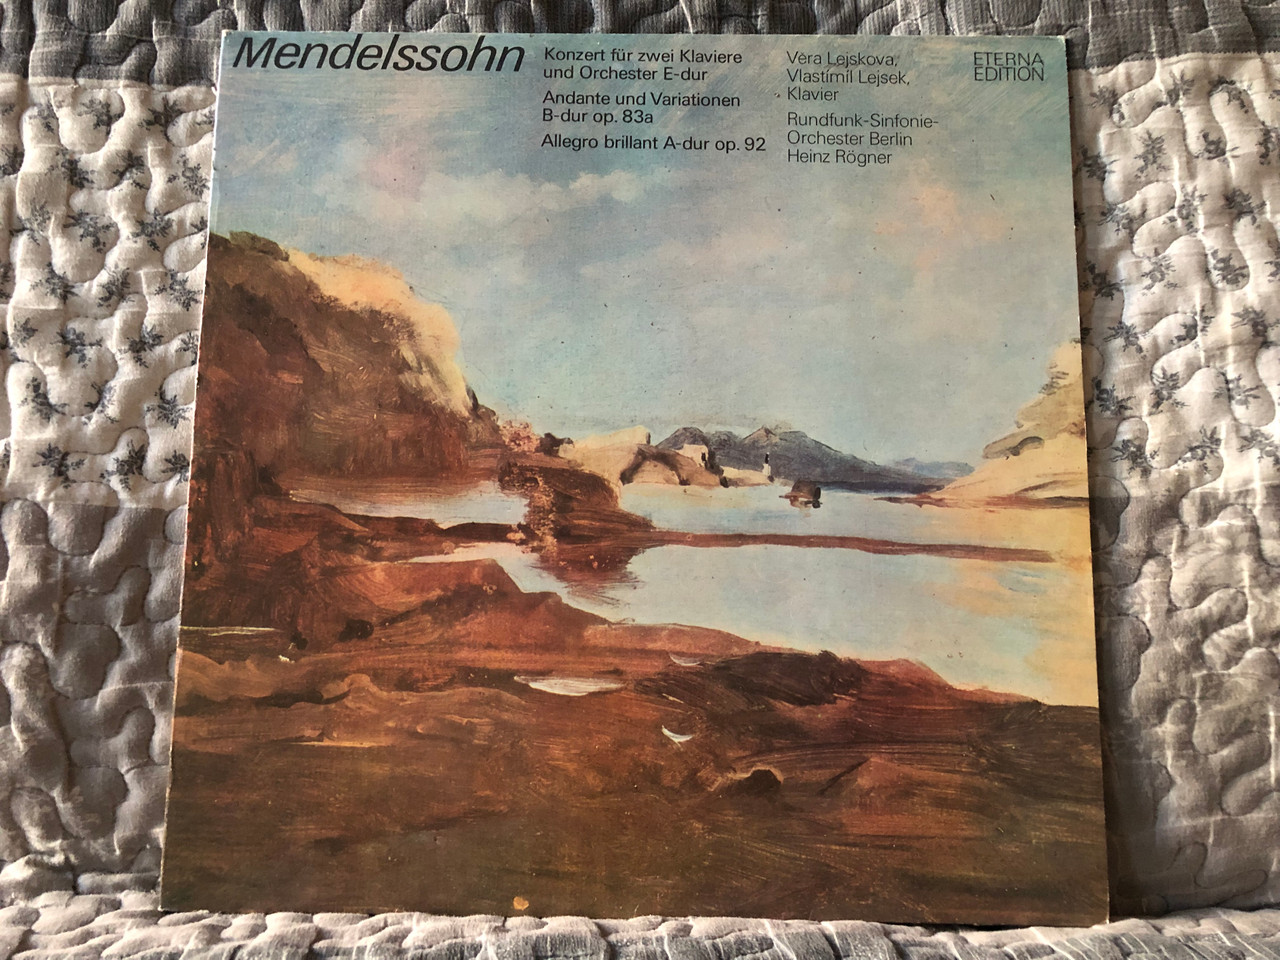 Mendelssohn
Konzert für zwei Klaviere
und Orchester E-dur
Andante und Variationen
B-dur op. 83a
Allegro brillant A-dur op. 92
Vèra Lejskova,
Vlastimil Lejsek,
Klavier
Rundfunk-Sinfonie-
Orchester Berlin
Heinz Rögner
ETERNA
EDITION